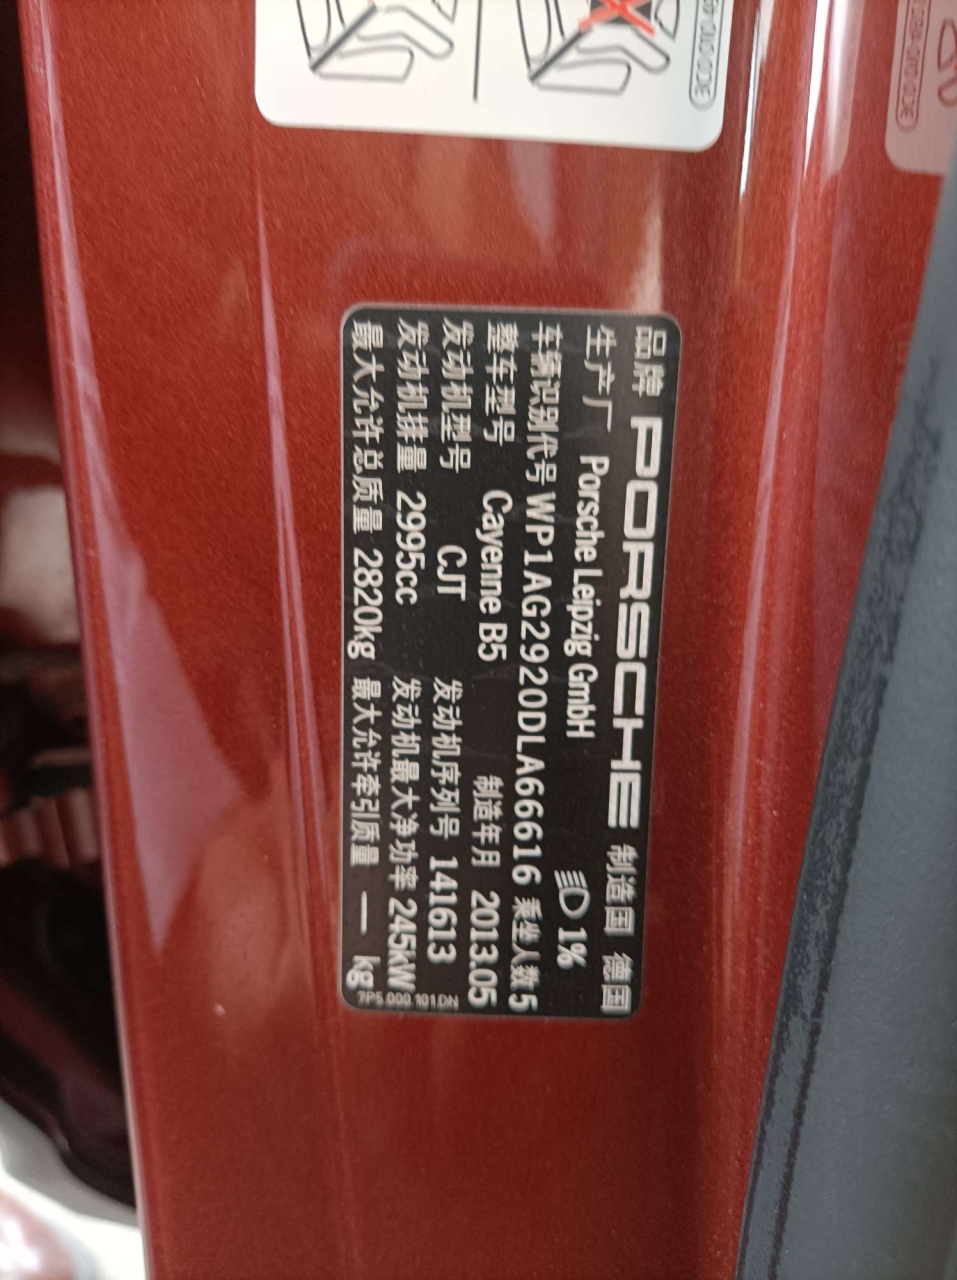 品牌 PORSCHE 制造国 德国
生产厂 Porsche Leipzig GmbH 1%
车辆识别代号 WP1AG2920DLA66616 乘坐人数 5
整车型号 Cayenne B5 制造年月 2013.05
发动机型号 CJT 发动机序列号 141613
发动机排量 2995cc 发动机最大净功率 245kW
最大允许总质量 2820kg 最大允许牵引质量 — kg
7P5.000.101.DN